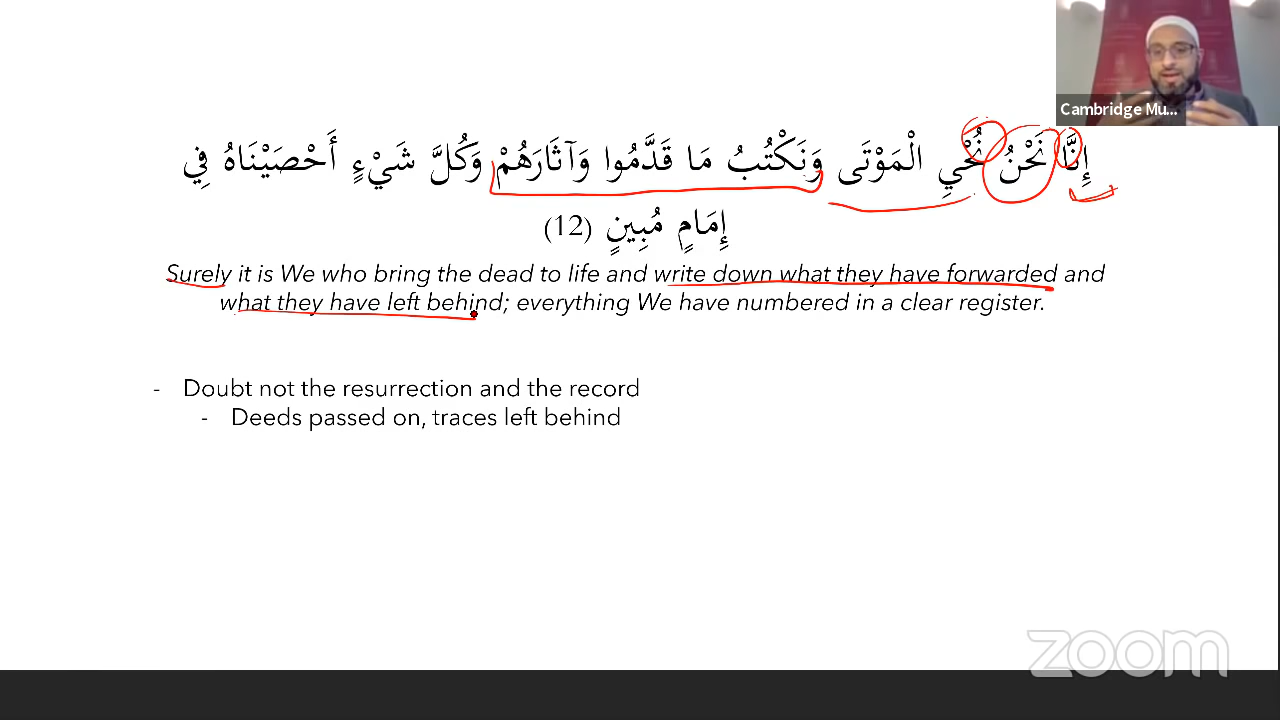 Cambridge Mu...
إِنَّا نَحْنُ نُحْيِ الْمَوْتَى وَنَكْتُبُ مَا قَدَّمُوا وَآثَارَهُمْ وَكُلَّ شَيْءٍ أَحْصَيْنَاهُ فِي
إِمَامٍ مُبِينٍ (12)
Surely it is We who bring the dead to life and write down what they have forwarded and
what they have left behind; everything We have numbered in a clear register.
- Doubt not the resurrection and the record
- Deeds passed on, traces left behind
zoom